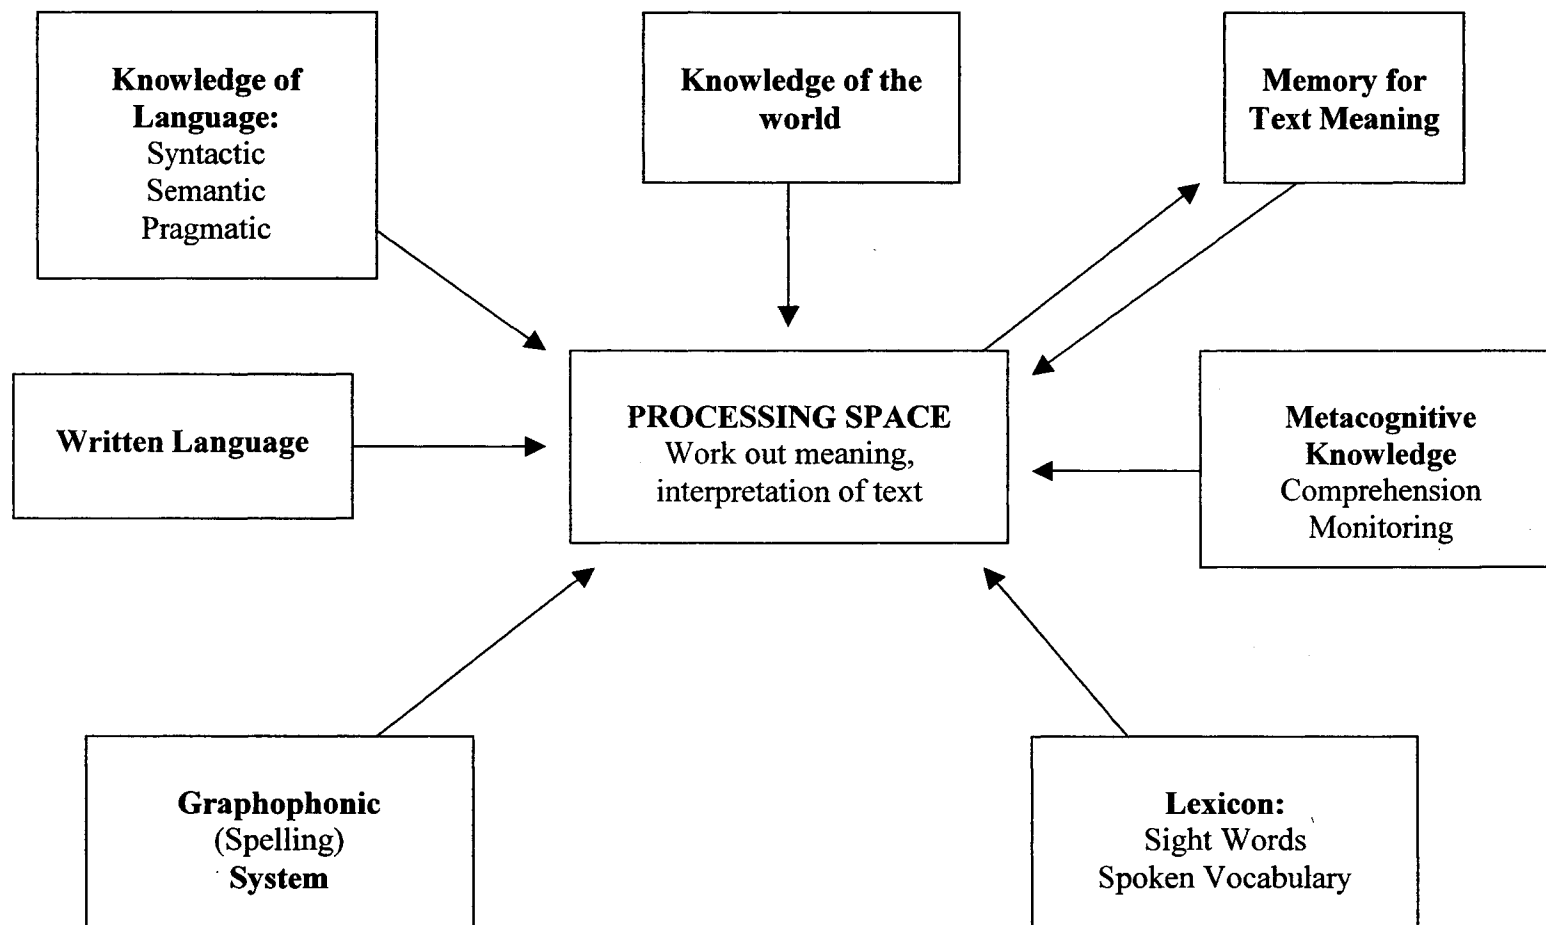 Knowledge of
Language:
Syntactic
Semantic
Pragmatic
Knowledge of the
world
Memory for
Text Meaning
Written Language
PROCESSING SPACE
Work out meaning,
interpretation of text
Metacognitive
Knowledge
Comprehension
Monitoring
Graphophonic
(Spelling)
System
Lexicon:
Sight Words
Spoken Vocabulary